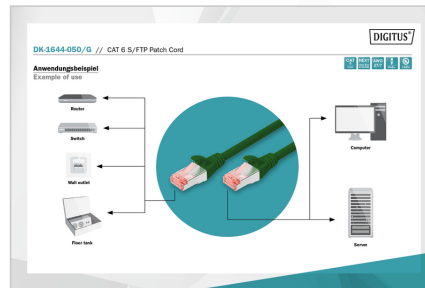 DIGITUS®
DK-1644-050/G // CAT 6 S/FTP Patch Cord
Anwendungsbeispiel
Example of use
Router
Switch
Wall outlet
Floor tank
Computer
Server